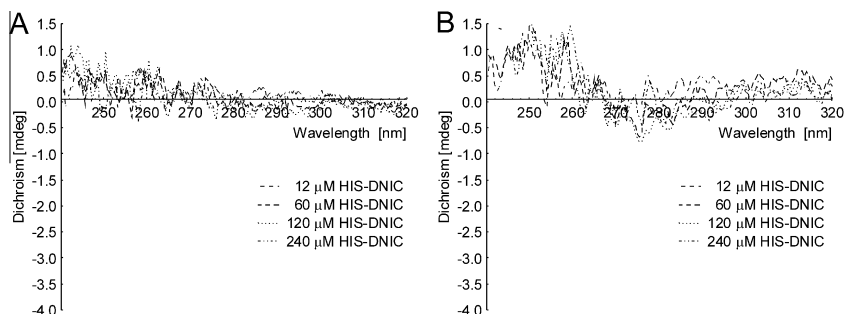 A
1.5
1.0
0.5
0.0
-0.5
-1.0
-1.5
-2.0
-2.5
-3.0
-3.5
-4.0
Dichroism [mdeg]
250 260 270 280 290 300 310 320
Wavelength [nm]
12 μM HIS-DNIC
60 μM HIS-DNIC
120 μM HIS-DNIC
240 μM HIS-DNIC
B
1.5
1.0
0.5
0.0
-0.5
-1.0
-1.5
-2.0
-2.5
-3.0
-3.5
-4.0
Dichroism [mdeg]
250 260 270 280 290 300 310 320
Wavelength [nm]
12 μM HIS-DNIC
60 μM HIS-DNIC
120 μM HIS-DNIC
240 μM HIS-DNIC